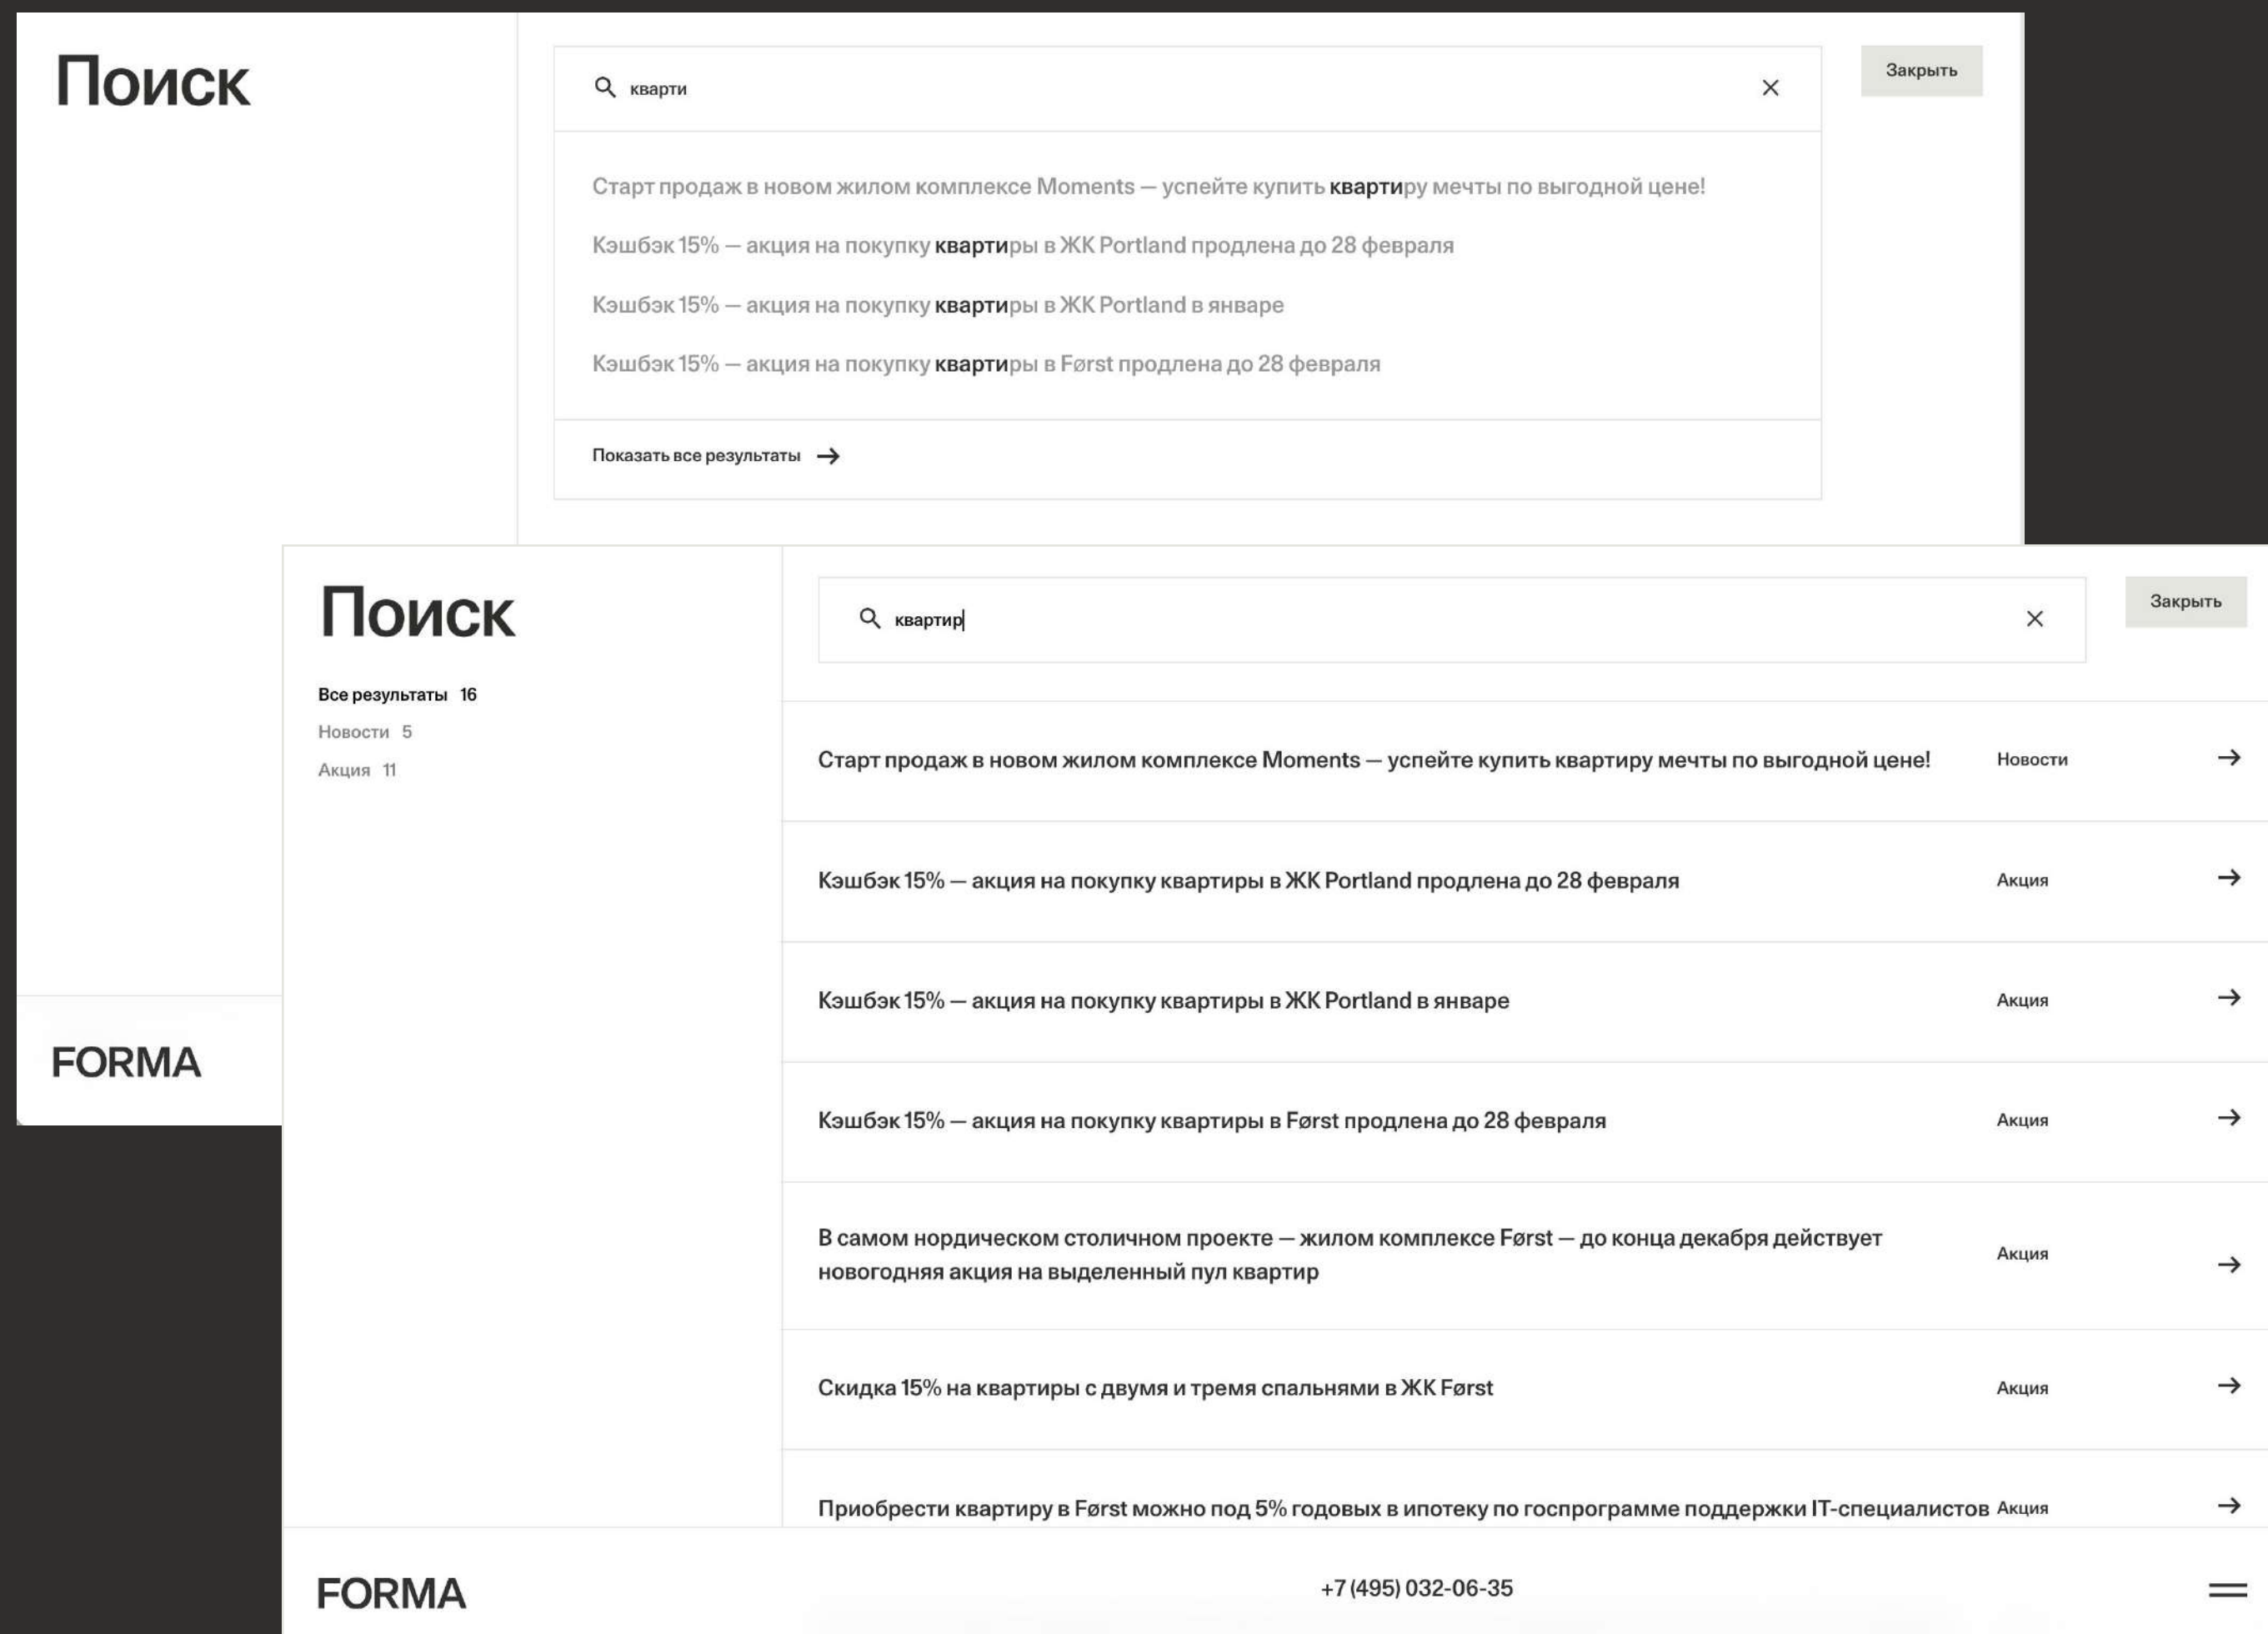 Поиск
кварти
Закрыть
Старт продаж в новом жилом комплексе Moments — успейте купить квартиру мечты по выгодной цене!
Кэшбэк 15% — акция на покупку квартиры в ЖК Portland продлена до 28 февраля
Кэшбэк 15% — акция на покупку квартиры в ЖК Portland в январе
Кэшбэк 15% — акция на покупку квартиры в Først продлена до 28 февраля
Показать все результаты
FORMA
Поиск
Все результаты 16
Новости 5
Акция 11
квартир
Закрыть
Старт продаж в новом жилом комплексе Moments — успейте купить квартиру мечты по выгодной цене! Новости
Кэшбэк 15% — акция на покупку квартиры в ЖК Portland продлена до 28 февраля Акция
Кэшбэк 15% — акция на покупку квартиры в ЖК Portland в январе Акция
Кэшбэк 15% — акция на покупку квартиры в Først продлена до 28 февраля Акция
В самом нордическом столичном проекте — жилом комплексе Først — до конца декабря действует
новогодняя акция на выделенный пул квартир
Акция
Скидка 15% на квартиры с двумя и тремя спальнями в ЖК Først Акция
Приобрести квартиру в Først можно под 5% годовых в ипотеку по госпрограмме поддержки IT-специалистов Акция
FORMA
+7 (495) 032-06-35